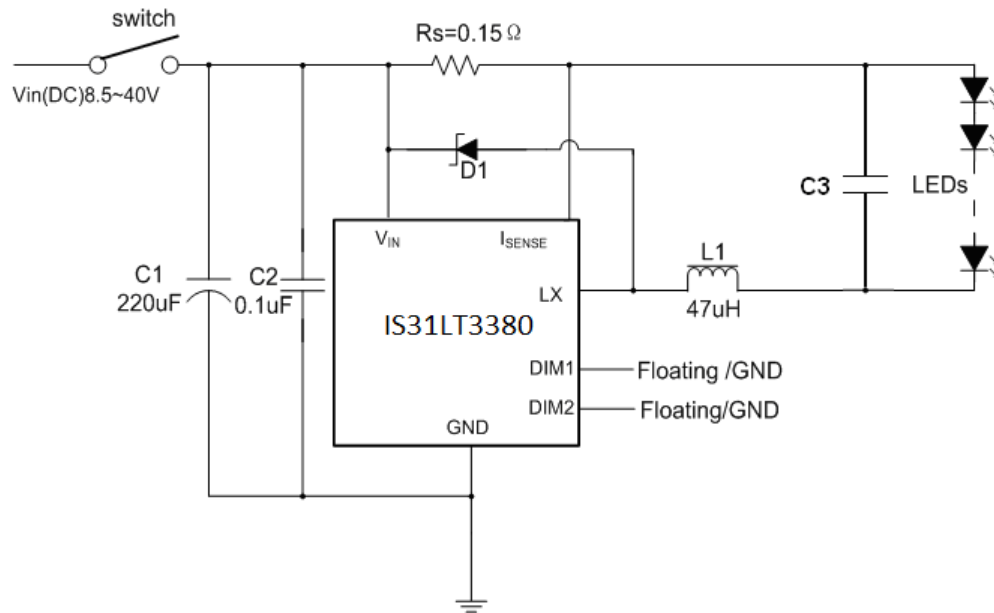 switch
Rs=0.15Ω
Vin(DC)8.5~40V
D1
C3
LEDs
VIN
ISENSE
C1
220uF
C2
0.1uF
LX
L1
47uH
IS31LT3380
DIM1
Floating /GND
DIM2
Floating/GND
GND